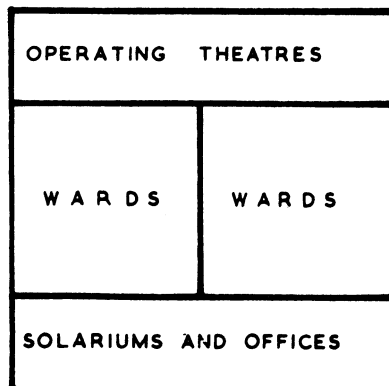 OPERATING THEATRES
WARDS WARDS
SOLARIUMS AND OFFICES